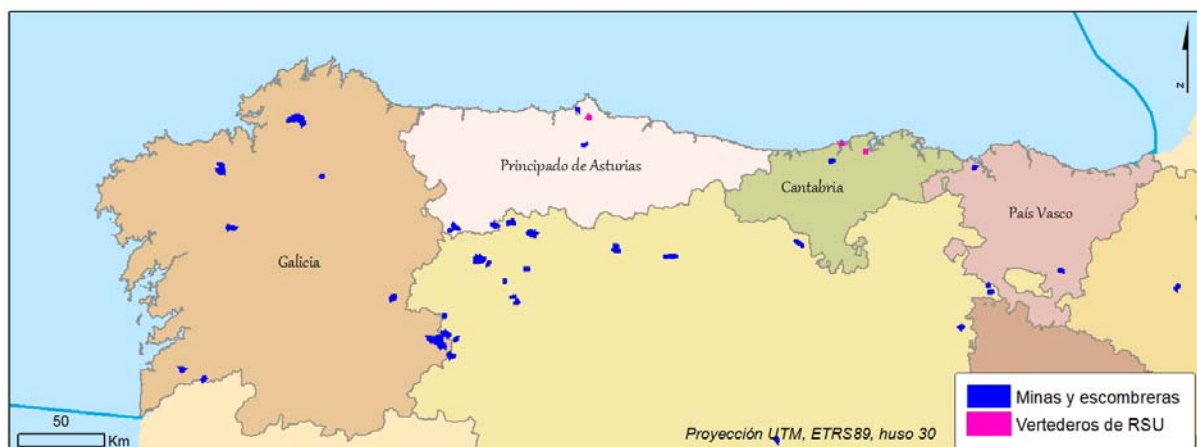 N
Principado de Asturias
Cantabria
País Vasco
Galicia
Minas y escombreras
Vertederos de RSU
50
Km
Proyección UTM, ETRS89, huso 30